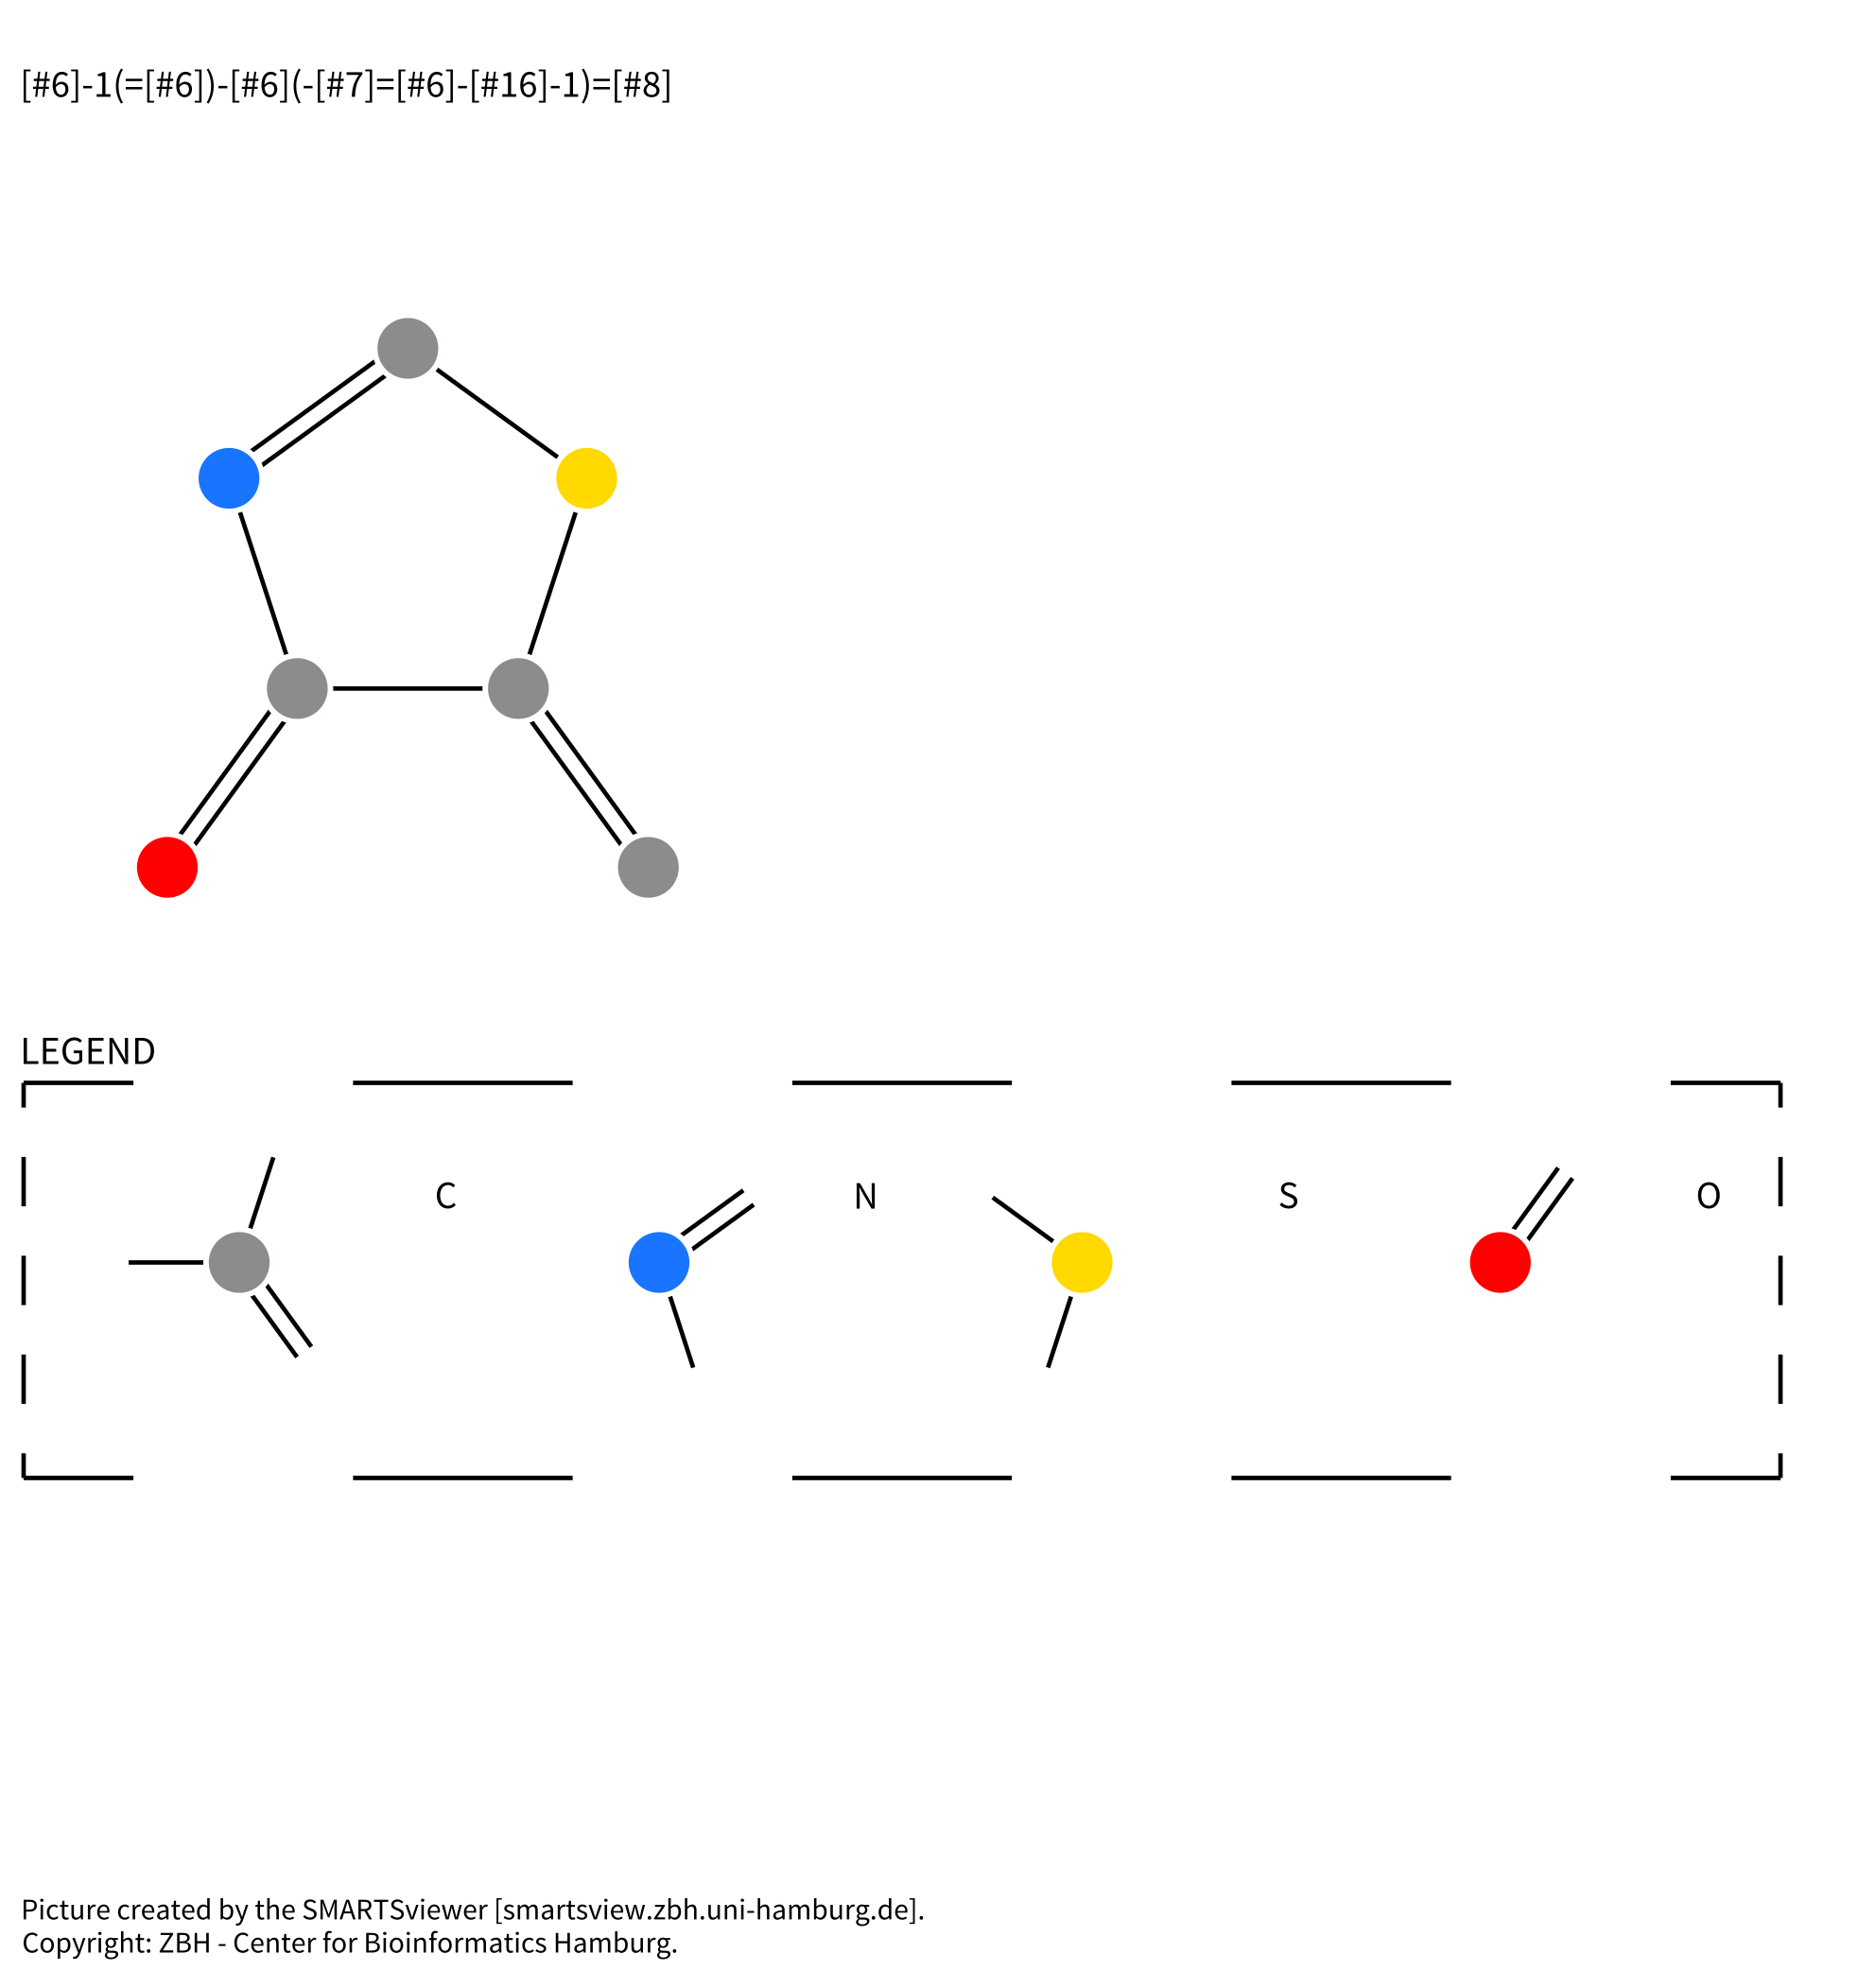 [#6]-1(=[#6])-[#6](-[#7]=[#6]-[#16]-1)=[#8]
LEGEND
C N S O
Picture created by the SMARTSviewer [smartsview.zbh.uni-hamburg.de].
Copyright: ZBH - Center for Bioinformatics Hamburg.